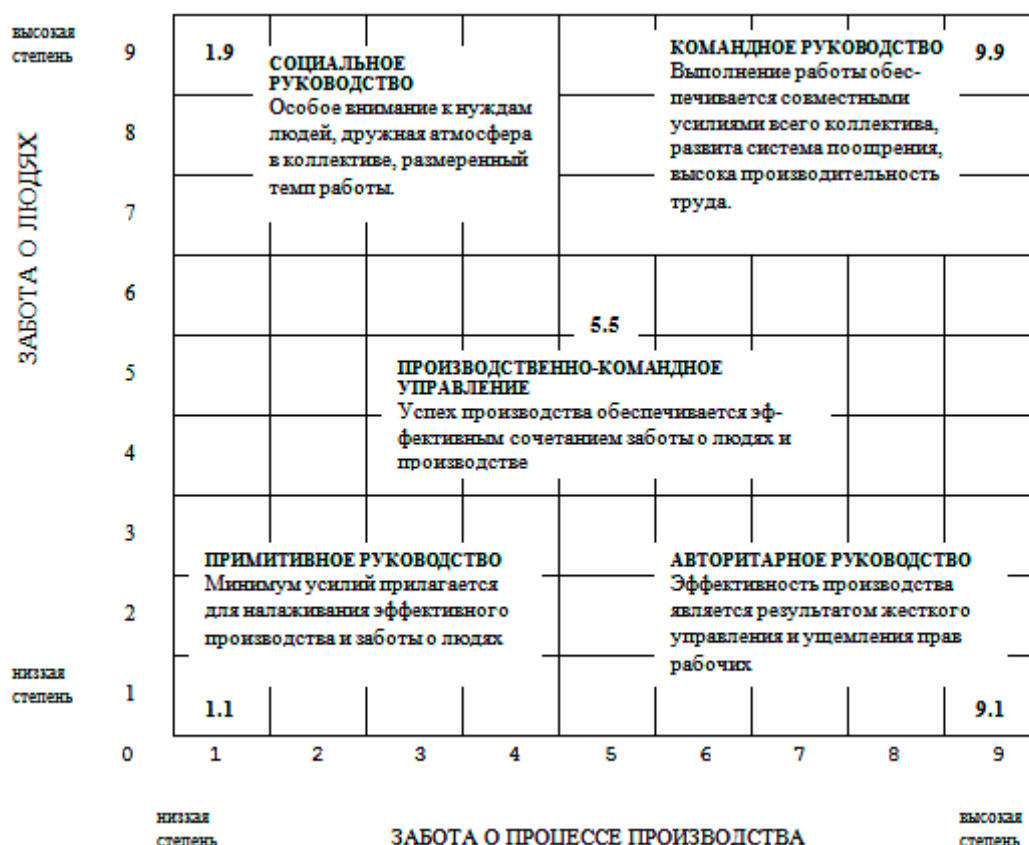 высокая
степень
9
1.9
СОЦИАЛЬНОЕ
РУКОВОДСТВО
Особое внимание к нуждам
людей, дружная атмосфера
в коллективе, размеренный
темп работы.
КОМАНДНОЕ РУКОВОДСТВО
Выполнение работы обес-
печивается совместными
усилиями всего коллектива,
развита система поощрения,
высока производительность
труда.
9.9
8
7
ЗАБОТА О ЛЮДЯХ
6
5.5
5
ПРОИЗВОДСТВЕННО-КОМАНДНОЕ
УПРАВЛЕНИЕ
Успех производства обеспечивается эф-
фективным сочетанием заботы о людях и
производстве
4
3
ПРИМИТИВНОЕ РУКОВОДСТВО
Минимум усилий прилагается
для налаживания эффективного
производства и заботы о людях
АВТОРИТАРНОЕ РУКОВОДСТВО
Эффективность производства
является результатом жесткого
управления и ущемления прав
рабочих
2
низкая
степень
1
1.1
9.1
0 1 2 3 4 5 6 7 8 9
низкая
степень
ЗАБОТА О ПРОЦЕССЕ ПРОИЗВОДСТВА
высокая
степень